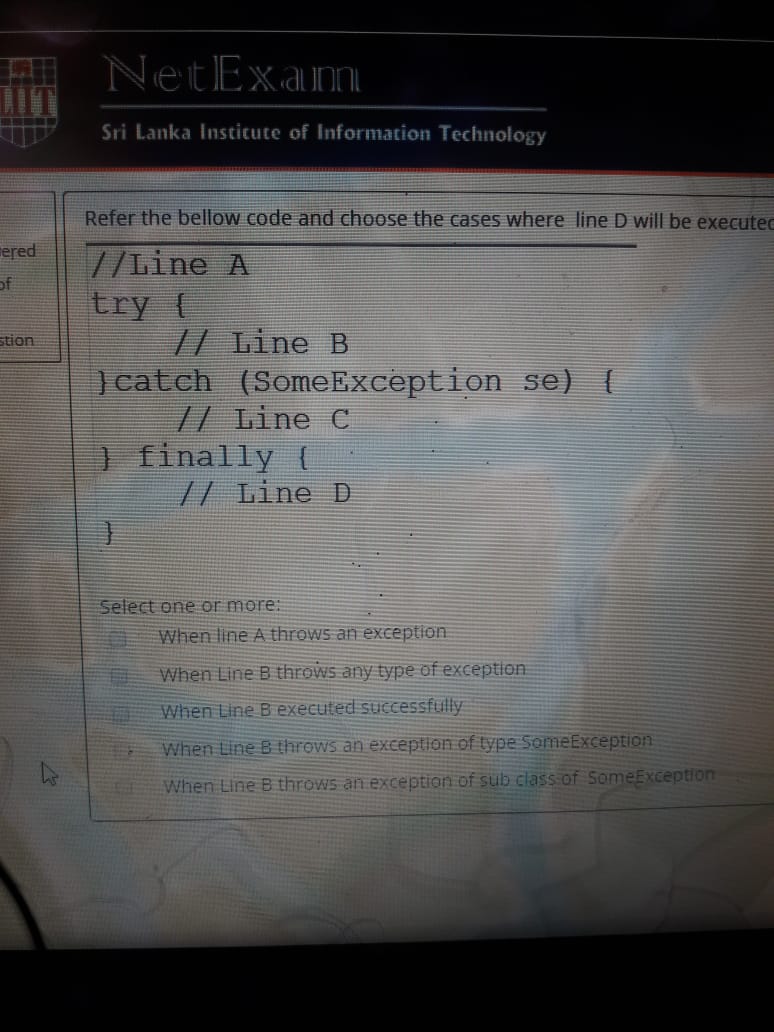 NetExam
LIIT
Sri Lanka Institute of Information Technology
Refer the bellow code and choose the cases where line D will be executed
ered
of
stion
//Line A
try {
// Line B
}catch (SomeException se) {
// Line C
} finally {
// Line D
}
Select one or more:
When line A throws an exception
When Line B throws any type of exception
When Line B executed successfully
When Line B throws an exception of type SomeException
When Line B throws an exception of sub class of SomeException